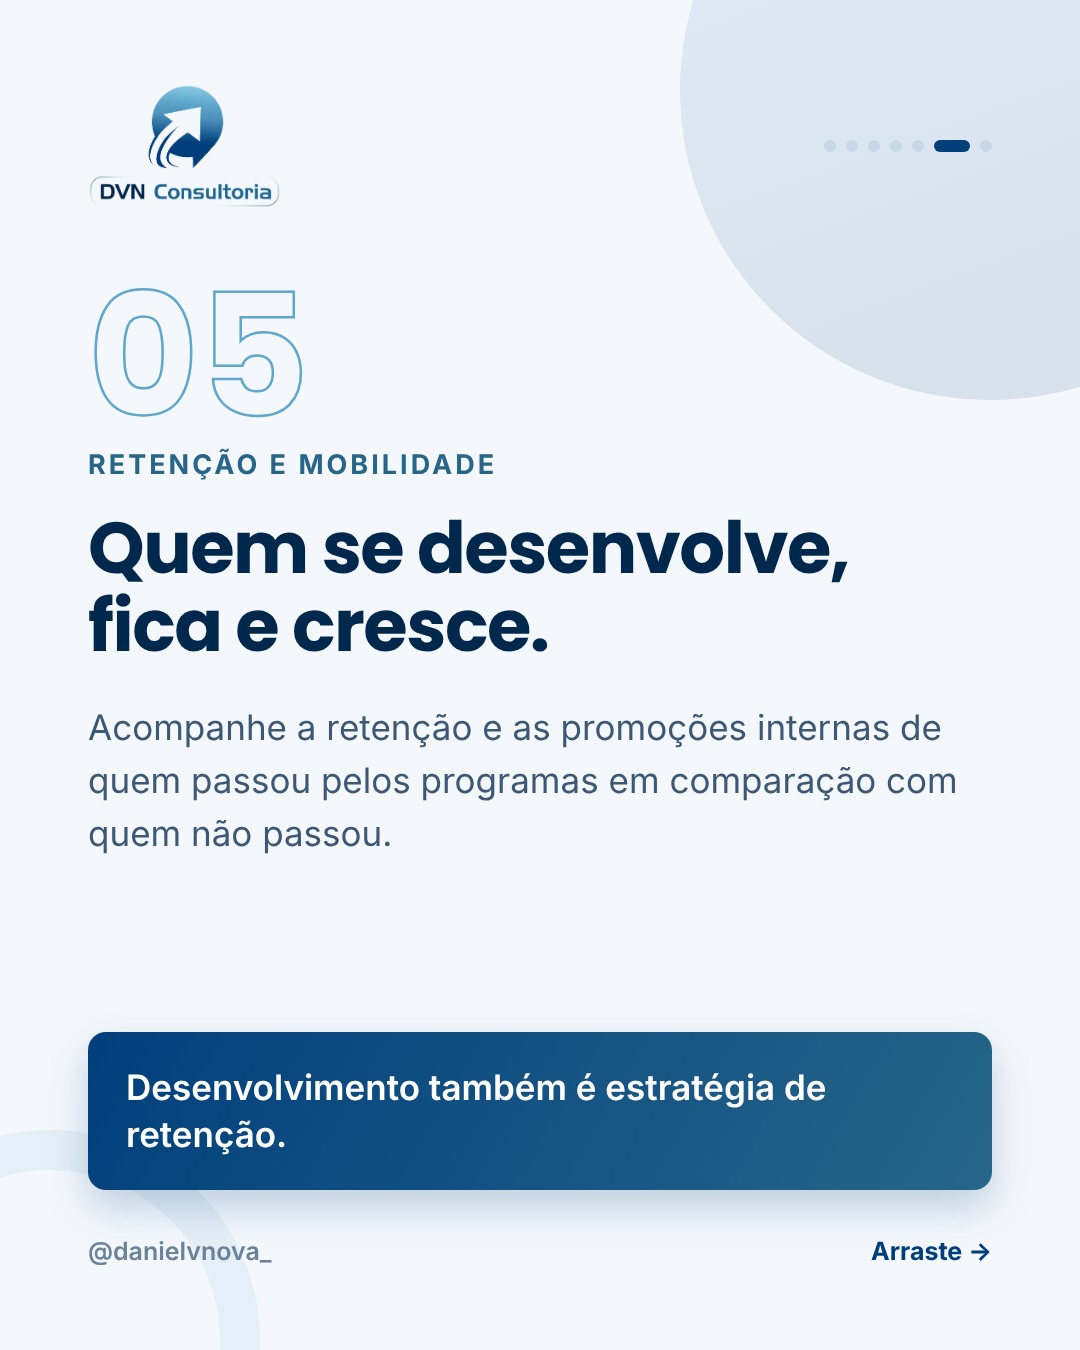 DVN Consultoria
05
RETENÇÃO E MOBILIDADE
Quem se desenvolve,
fica e cresce.
Acompanhe a retenção e as promoções internas de
quem passou pelos programas em comparação com
quem não passou.
Desenvolvimento também é estratégia de
retenção.
@danielvnova_
Arraste →